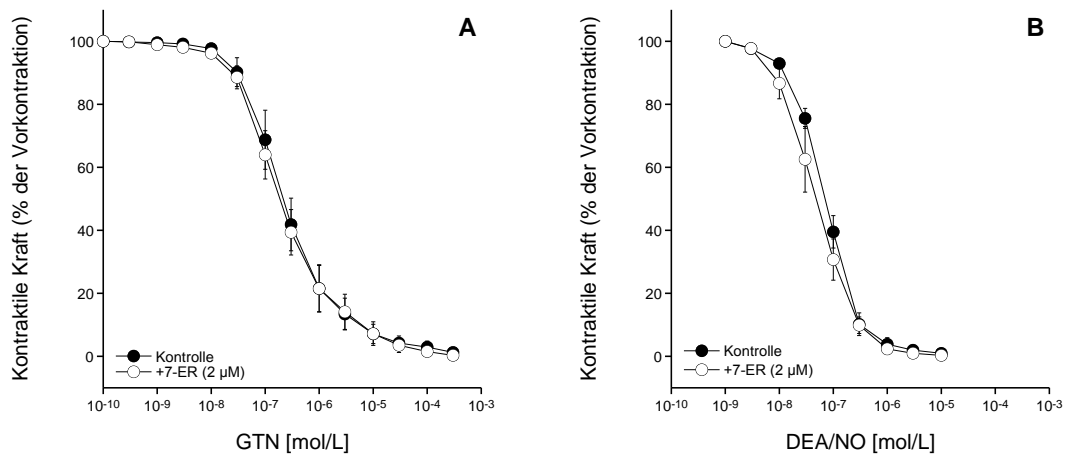 A
Kontraktile Kraft (% der Vorkontraktion)
100
80
60
40
20
0
Kontrolle
+7-ER (2 µM)
10-10 10-9 10-8 10-7 10-6 10-5 10-4 10-3
GTN [mol/L]
B
Kontraktile Kraft (% der Vorkontraktion)
100
80
60
40
20
0
Kontrolle
+7-ER (2 µM)
10-10 10-9 10-8 10-7 10-6 10-5 10-4 10-3
DEA/NO [mol/L]